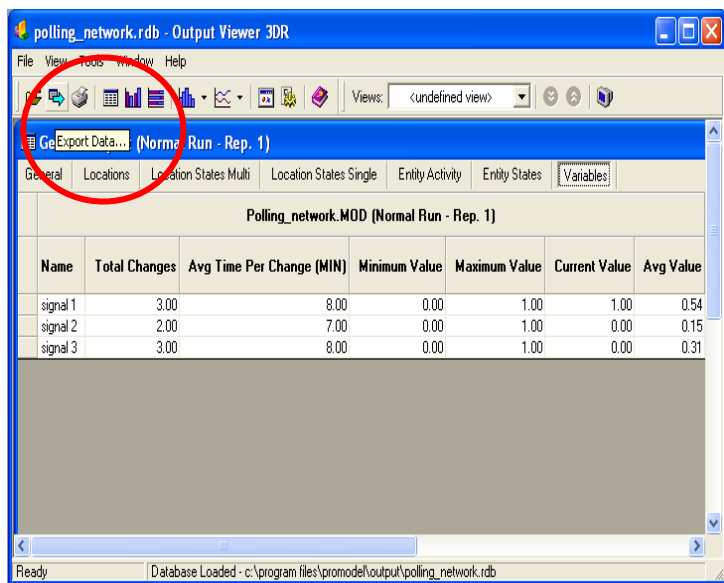 polling_network.rdb - Output Viewer 3DR
File View Tools Window Help
Views: <undefined view>
Export Data...
(Normal Run - Rep. 1)
General Locations Location States Multi Location States Single Entity Activity Entity States Variables
Polling_network.MOD (Normal Run - Rep. 1)
Name Total Changes Avg Time Per Change (MIN) Minimum Value Maximum Value Current Value Avg Value
signal 1 3.00 8.00 0.00 1.00 1.00 0.54
signal 2 2.00 7.00 0.00 1.00 0.00 0.15
signal 3 3.00 8.00 0.00 1.00 0.00 0.31
Ready Database Loaded - c:\program files\promodel\output\polling_network.rdb